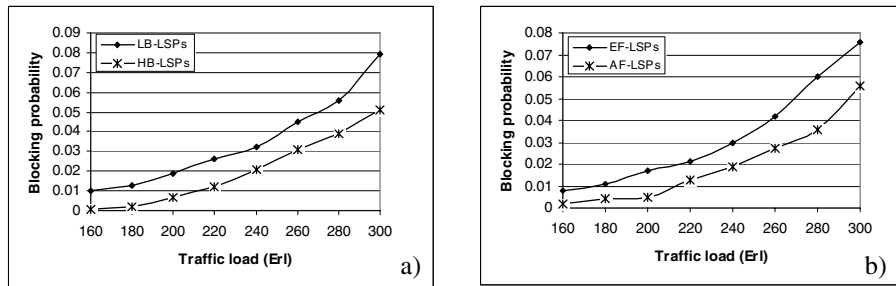 0.09
0.08
0.07
0.06
0.05
0.04
0.03
0.02
0.01
0
Blocking probability
LB-LSPs
HB-LSPs
160 180 200 220 240 260 280 300
Traffic load (Erl)
a)
0.08
0.07
0.06
0.05
0.04
0.03
0.02
0.01
0
Blocking probability
EF-LSPs
AF-LSPs
160 180 200 220 240 260 280 300
Traffic load (Erl)
b)